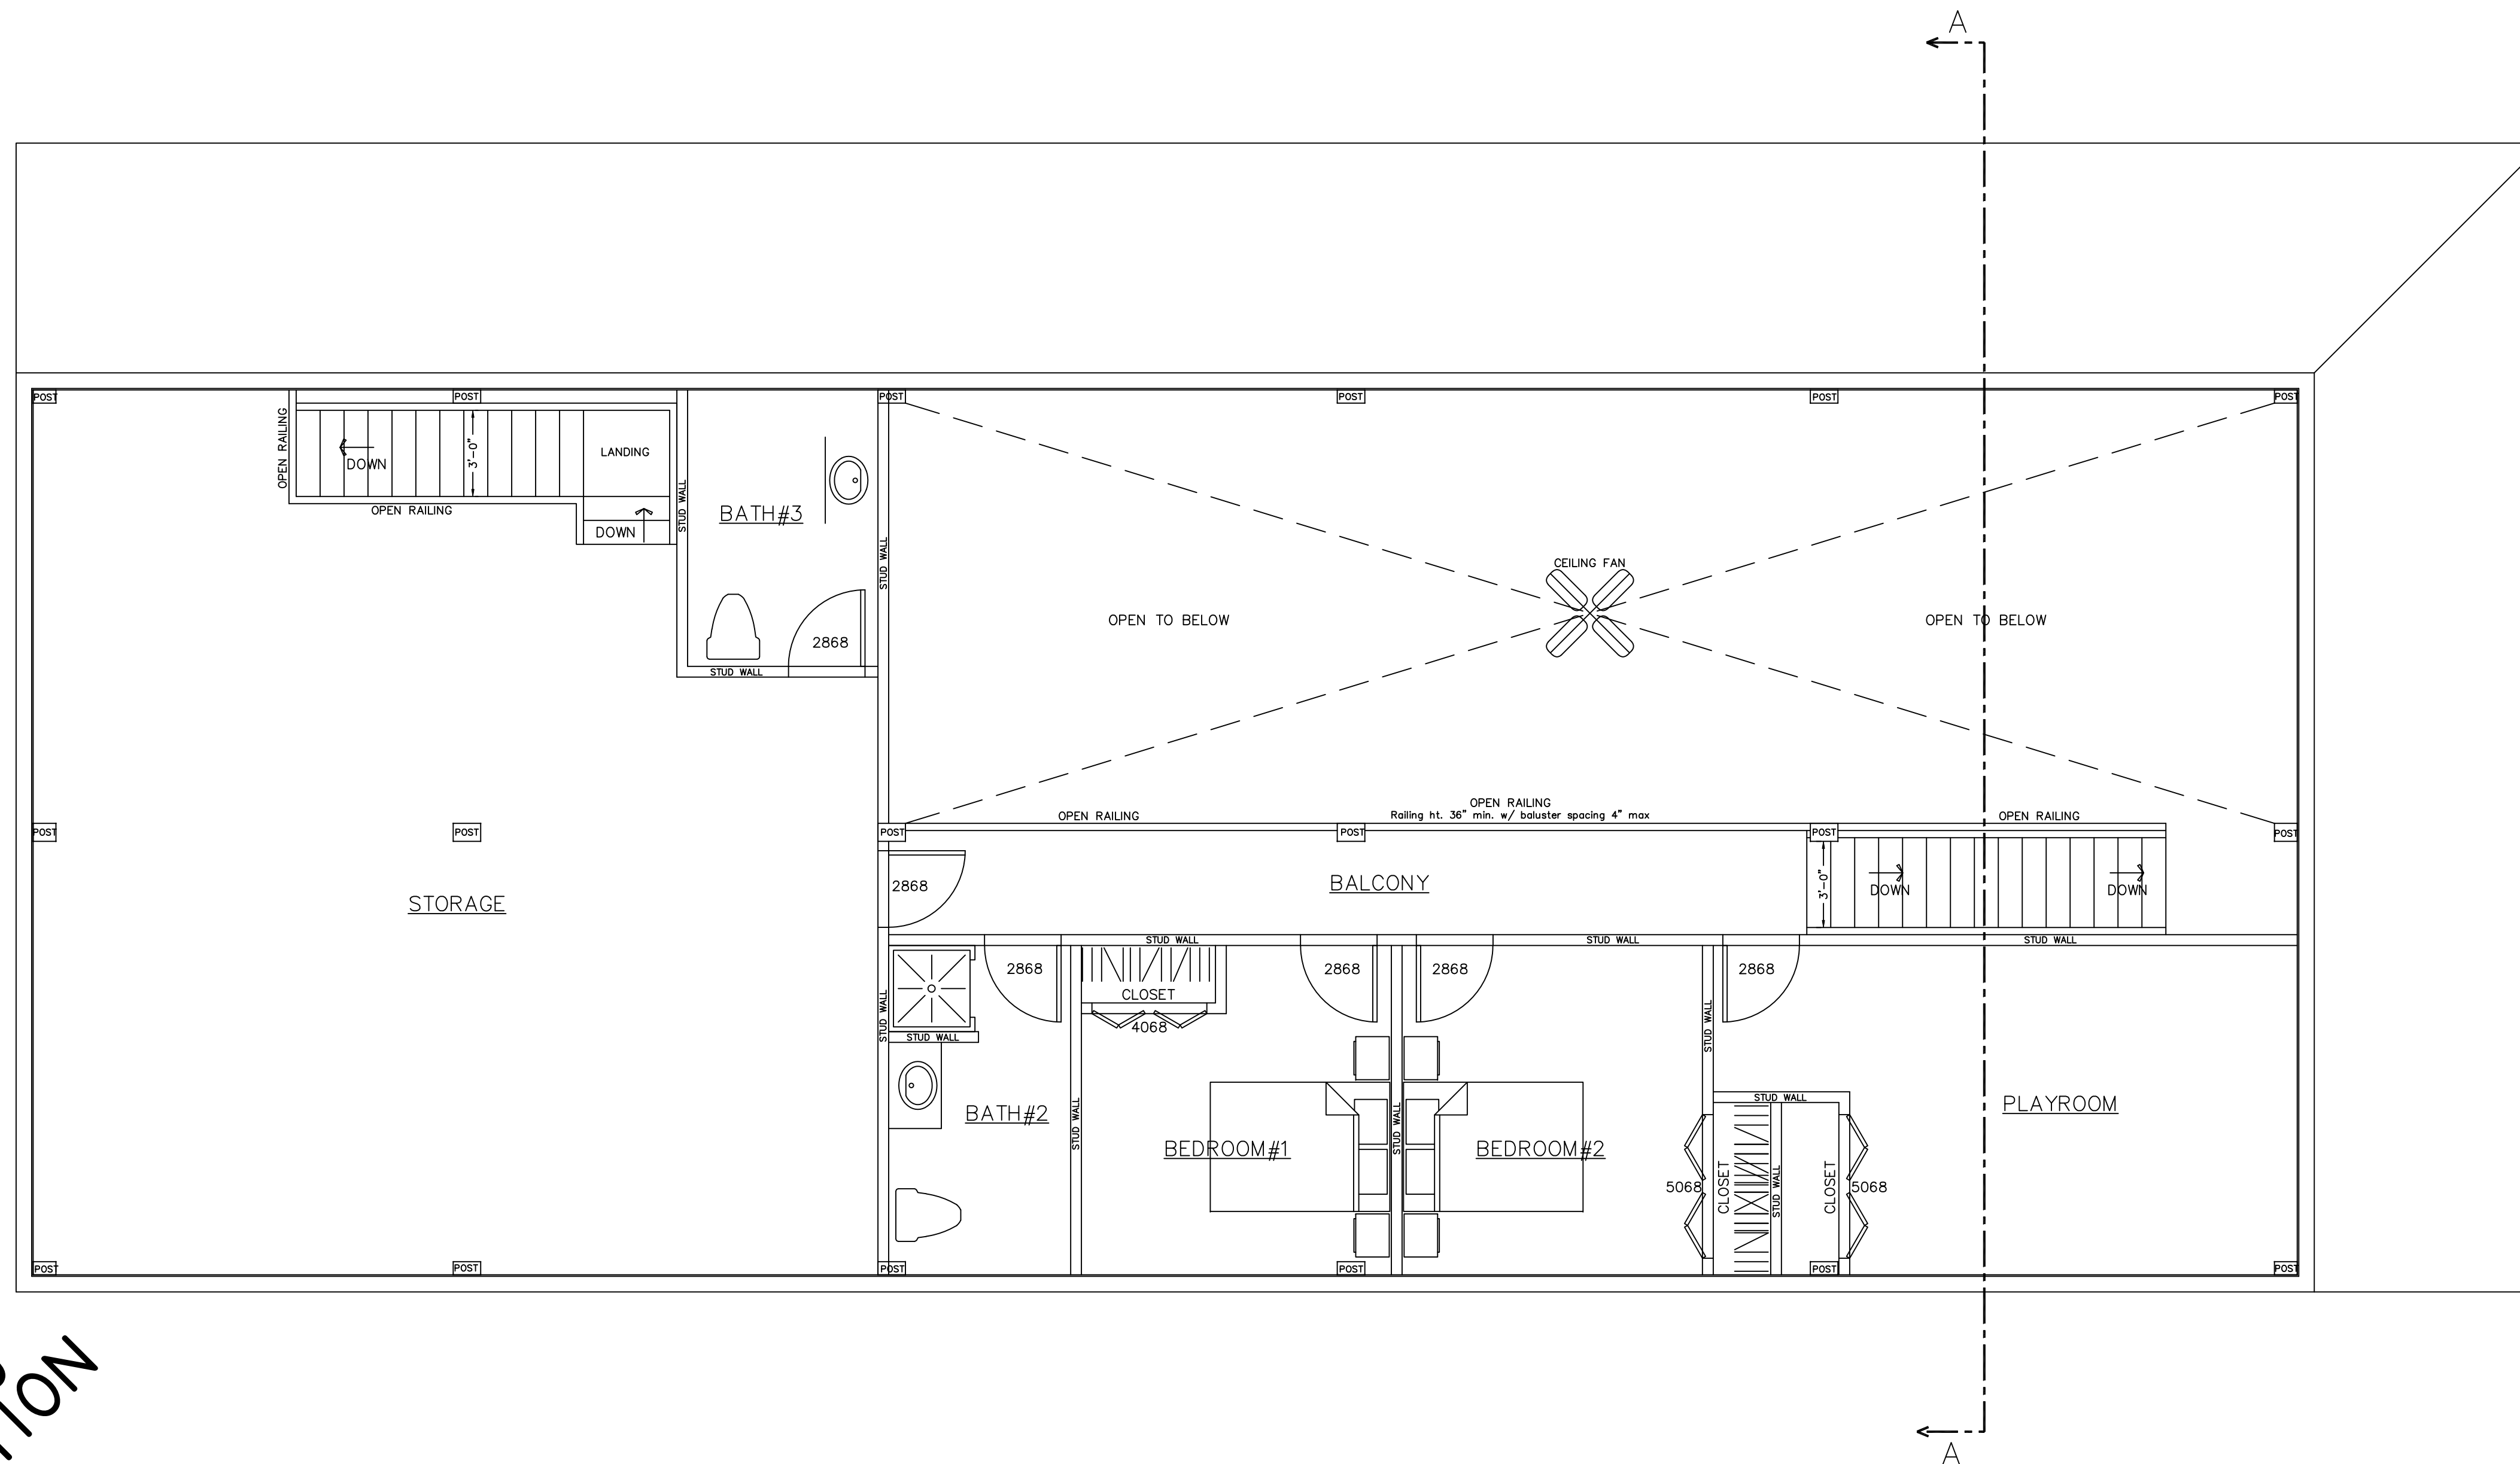 A
POST
POST
POST
POST
POST
POST
OPEN RAILING
DOWN
3'-0"
LANDING
OPEN RAILING
DOWN
STUD WALL
BATH#3
STUD WALL
2868
STUD WALL
CEILING FAN
OPEN TO BELOW
OPEN TO BELOW
OPEN RAILING
OPEN RAILING
Railing ht. 36" min. w/ baluster spacing 4" max
OPEN RAILING
POST
POST
POST
POST
POST
POST
STORAGE
2868
BALCONY
3'-0"
DOWN
DOWN
STUD WALL
STUD WALL
STUD WALL
2868
2868
2868
2868
CLOSET
4068
STUD WALL
STUD WALL
STUD WALL
BATH#2
STUD WALL
BEDROOM#1
STUD WALL
BEDROOM#2
STUD WALL
PLAYROOM
5068
CLOSET
STUD WALL
CLOSET
5068
POST
POST
POST
POST
POST
POST
TION
A